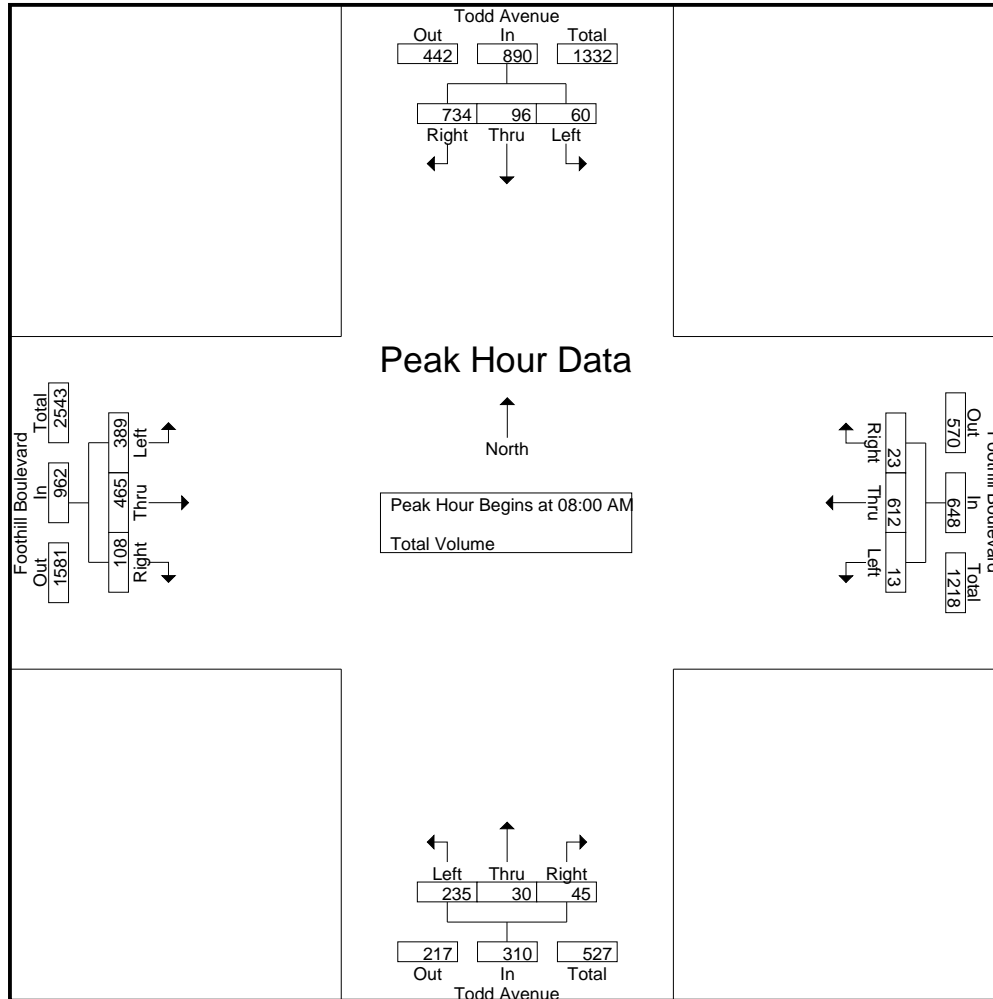 Todd Avenue
Out In Total
442 890 1332
734 96 60
Right Thru Left
Peak Hour Data
North
Peak Hour Begins at 08:00 AM
Total Volume
Foothill Boulevard
Total In Out
2543 962 1581
389 465 108
Left Thru Right
Foothill Boulevard
Out In Total
570 648 1218
23 612 13
Right Thru Left
Left Thru Right
235 30 45
217 310 527
Out In Total
Todd Avenue